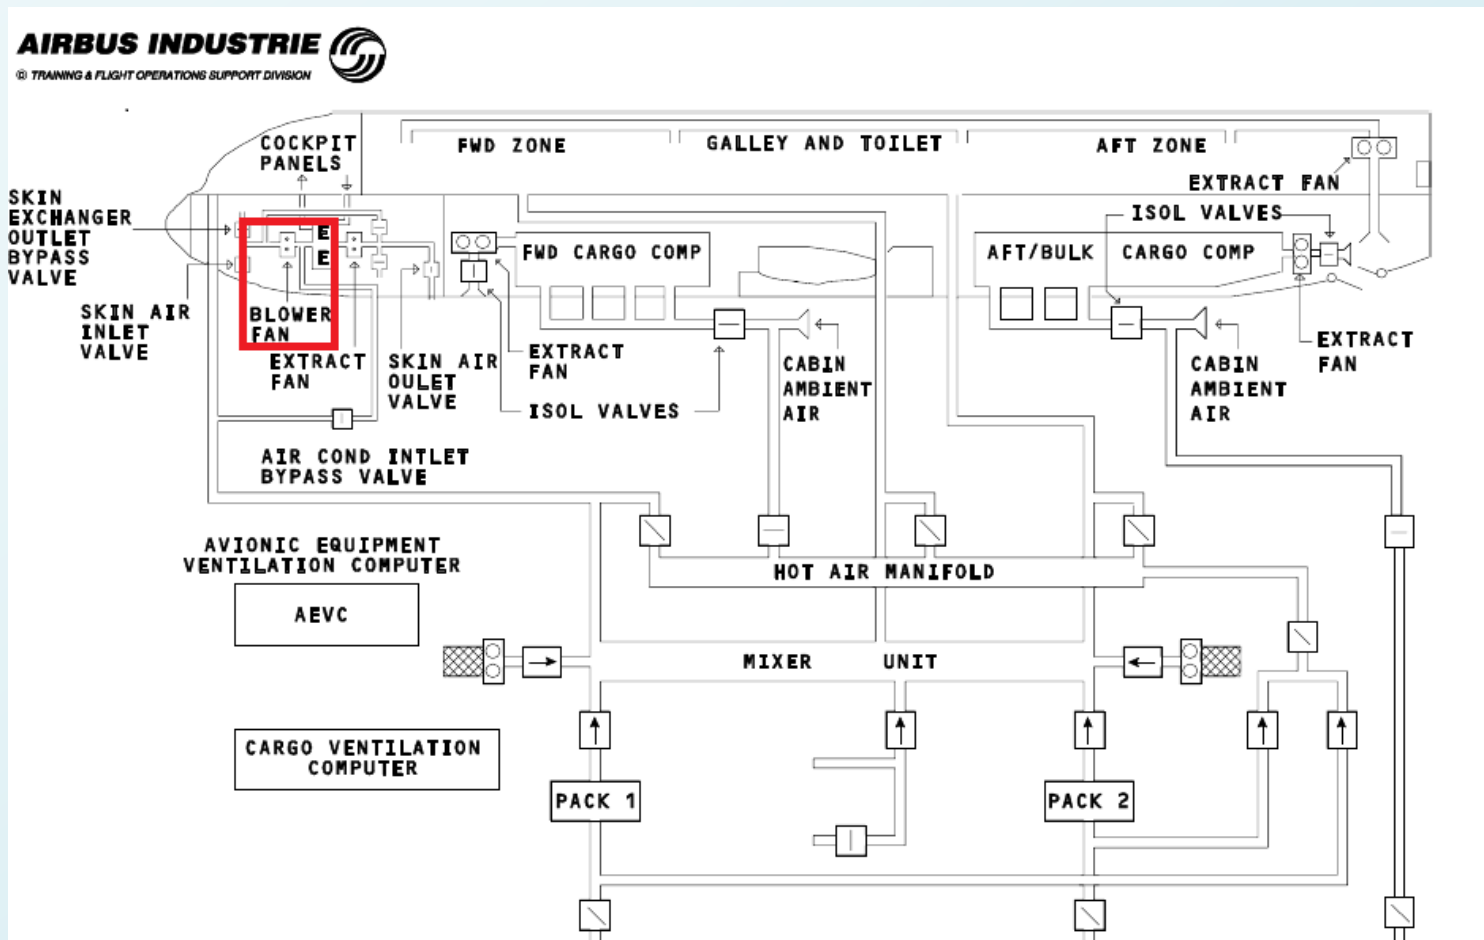 AIRBUS INDUSTRIE
© TRAINING & FLIGHT OPERATIONS SUPPORT DIVISION
COCKPIT
PANELS
FWD ZONE
GALLEY AND TOILET
AFT ZONE
EXTRACT FAN
SKIN
EXCHANGER
OUTLET
BYPASS
VALVE
ISOL VALVES
E
E
FWD CARGO COMP
AFT/BULK CARGO COMP
SKIN AIR
INLET
VALVE
BLOWER
FAN
EXTRACT
FAN
SKIN AIR
OULET
VALVE
EXTRACT
FAN
ISOL VALVES
CABIN
AMBIENT
AIR
CABIN
AMBIENT
AIR
EXTRACT
FAN
AIR COND INTLET
BYPASS VALVE
AVIONIC EQUIPMENT
VENTILATION COMPUTER
AEVC
HOT AIR MANIFOLD
MIXER UNIT
CARGO VENTILATION
COMPUTER
PACK 1
PACK 2